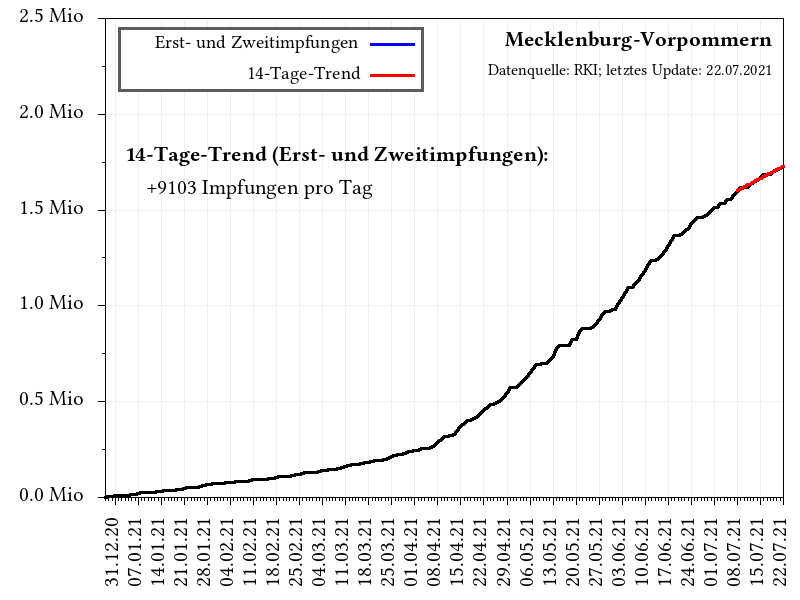 2.5 Mio
2.0 Mio
1.5 Mio
1.0 Mio
0.5 Mio
0.0 Mio
Erst- und Zweitimpfungen
14-Tage-Trend
Mecklenburg-Vorpommern
Datenquelle: RKI; letztes Update: 22.07.2021
14-Tage-Trend (Erst- und Zweitimpfungen):
+9103 Impfungen pro Tag
31.12.20
07.01.21
14.01.21
21.01.21
28.01.21
04.02.21
11.02.21
18.02.21
25.02.21
04.03.21
11.03.21
18.03.21
25.03.21
01.04.21
08.04.21
15.04.21
22.04.21
29.04.21
06.05.21
13.05.21
20.05.21
27.05.21
03.06.21
10.06.21
17.06.21
24.06.21
01.07.21
08.07.21
15.07.21
22.07.21